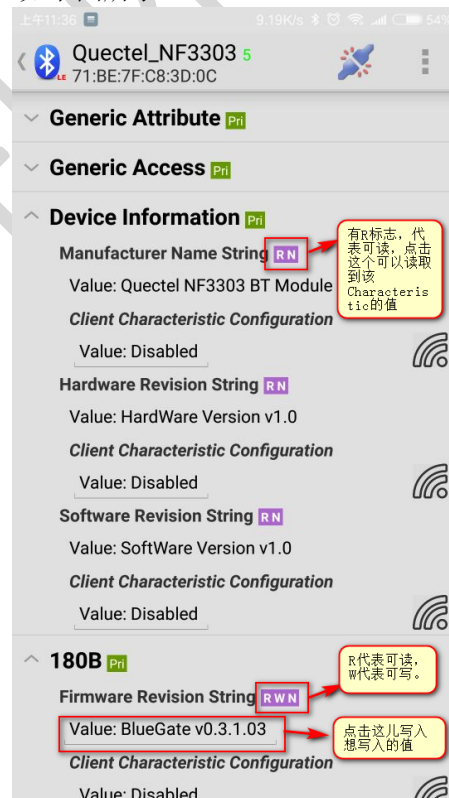 上午11:36
9.19K/s
54%
Quectel_NF3303 5
LE
71:BE:7F:C8:3D:0C
Generic Attribute Pri
Generic Access Pri
Device Information Pri
Manufacturer Name String R N
有R标志，代
表可读，点击
这个可以读取
到该
Characteris
tic的值
Value: Quectel NF3303 BT Module
Client Characteristic Configuration
Value: Disabled
Hardware Revision String R N
Value: HardWare Version v1.0
Client Characteristic Configuration
Value: Disabled
Software Revision String R N
Value: SoftWare Version v1.0
Client Characteristic Configuration
Value: Disabled
180B Pri
R代表可读，
W代表可写。
Firmware Revision String R W N
Value: BlueGate v0.3.1.03
点击这儿写入
想写入的值
Client Characteristic Configuration
Value: Disabled